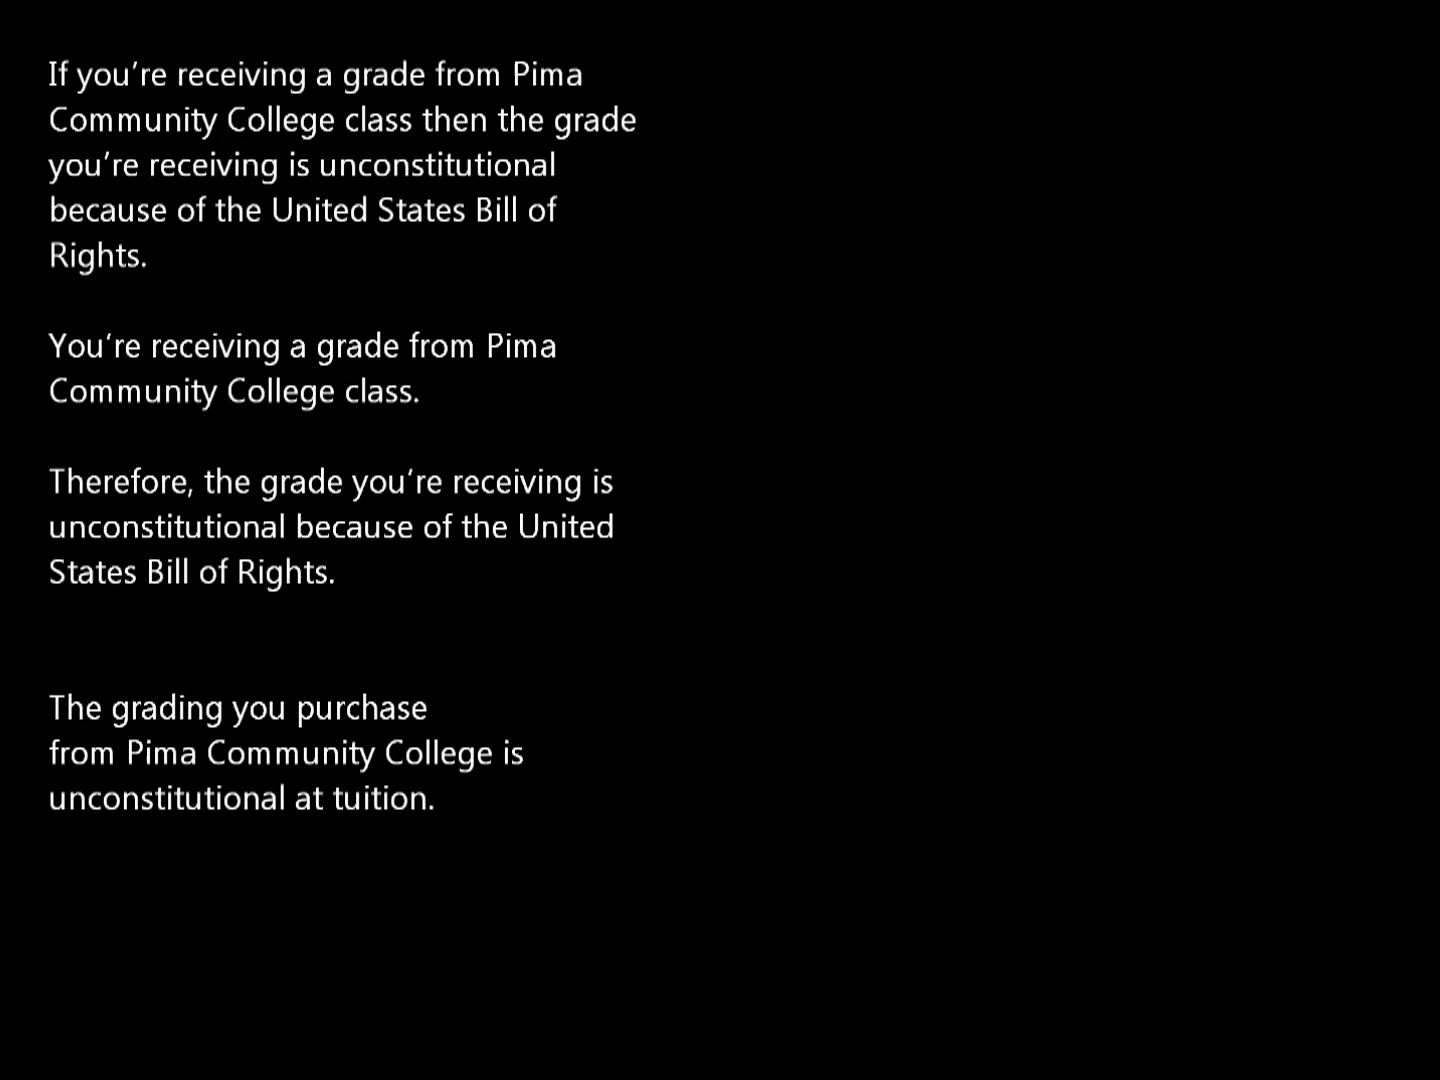 If you're receiving a grade from Pima
Community College class then the grade
you're receiving is unconstitutional
because of the United States Bill of
Rights.
You're receiving a grade from Pima
Community College class.
Therefore, the grade you're receiving is
unconstitutional because of the United
States Bill of Rights.
The grading you purchase
from Pima Community College is
unconstitutional at tuition.